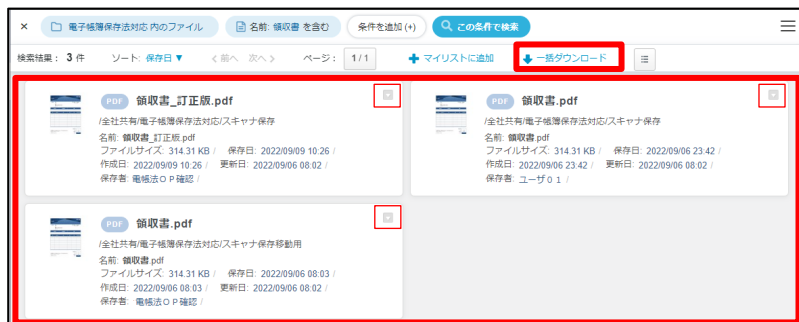 × 電子帳簿保存法対応 内のファイル 名前: 領収書 を含む 条件を追加 (+) この条件で検索
検索結果: 3 件 ソート: 保存日 ▼ < 前へ 次へ > ページ: 1 / 1 マイリストに追加 一括ダウンロード
PDF 領収書_訂正版.pdf
/全社共有/電子帳簿保存法対応/スキャナ保存
名前: 領収書_訂正版.pdf
ファイルサイズ: 314.31 KB / 保存日: 2022/09/09 10:26 /
作成日: 2022/09/09 10:26 / 更新日: 2022/09/06 08:02 /
保存者: 電帳法OP確認 /
PDF 領収書.pdf
/全社共有/電子帳簿保存法対応/スキャナ保存
名前: 領収書.pdf
ファイルサイズ: 314.31 KB / 保存日: 2022/09/06 23:42 /
作成日: 2022/09/06 23:42 / 更新日: 2022/09/06 08:02 /
保存者: ユーザ01 /
PDF 領収書.pdf
/全社共有/電子帳簿保存法対応/スキャナ保存移動用
名前: 領収書.pdf
ファイルサイズ: 314.31 KB / 保存日: 2022/09/06 08:03 /
作成日: 2022/09/06 08:03 / 更新日: 2022/09/06 08:02 /
保存者: 電帳法OP確認 /